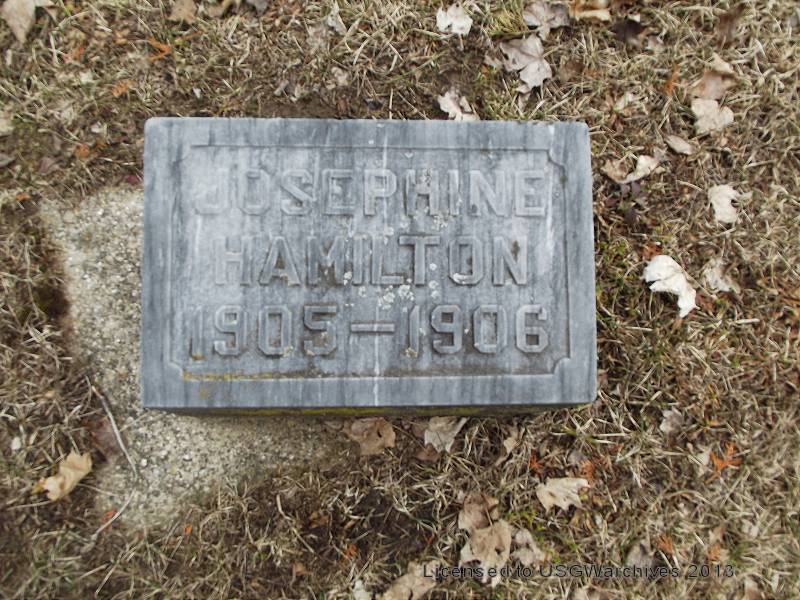 JOSEPHINE
HAMILTON
1905—1906
Licensed to USGWarchives 2013